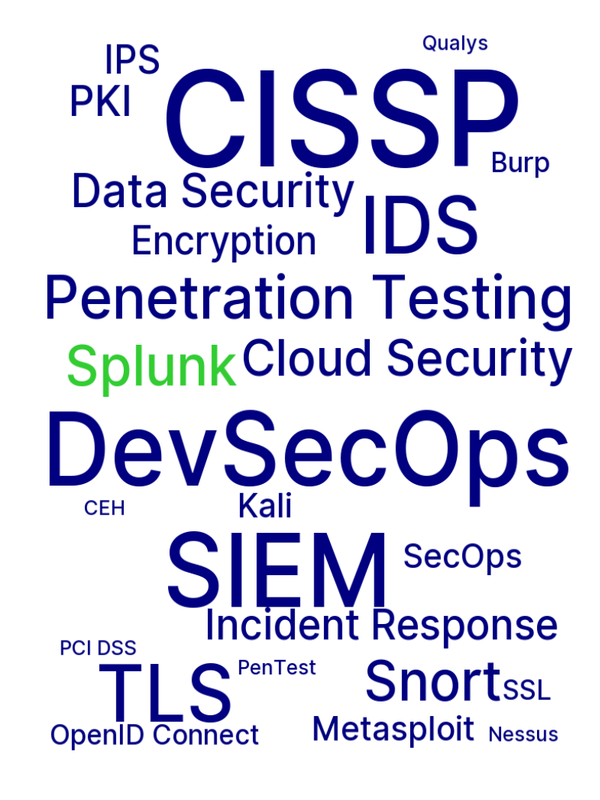 Qualys
IPS
PKI
CISSP
Burp
Data Security
IDS
Encryption
Penetration Testing
Splunk
Cloud Security
DevSecOps
CEH
Kali
SIEM
SecOps
Incident Response
PCI DSS
PenTest
TLS
Snort
SSL
OpenID Connect
Metasploit
Nessus